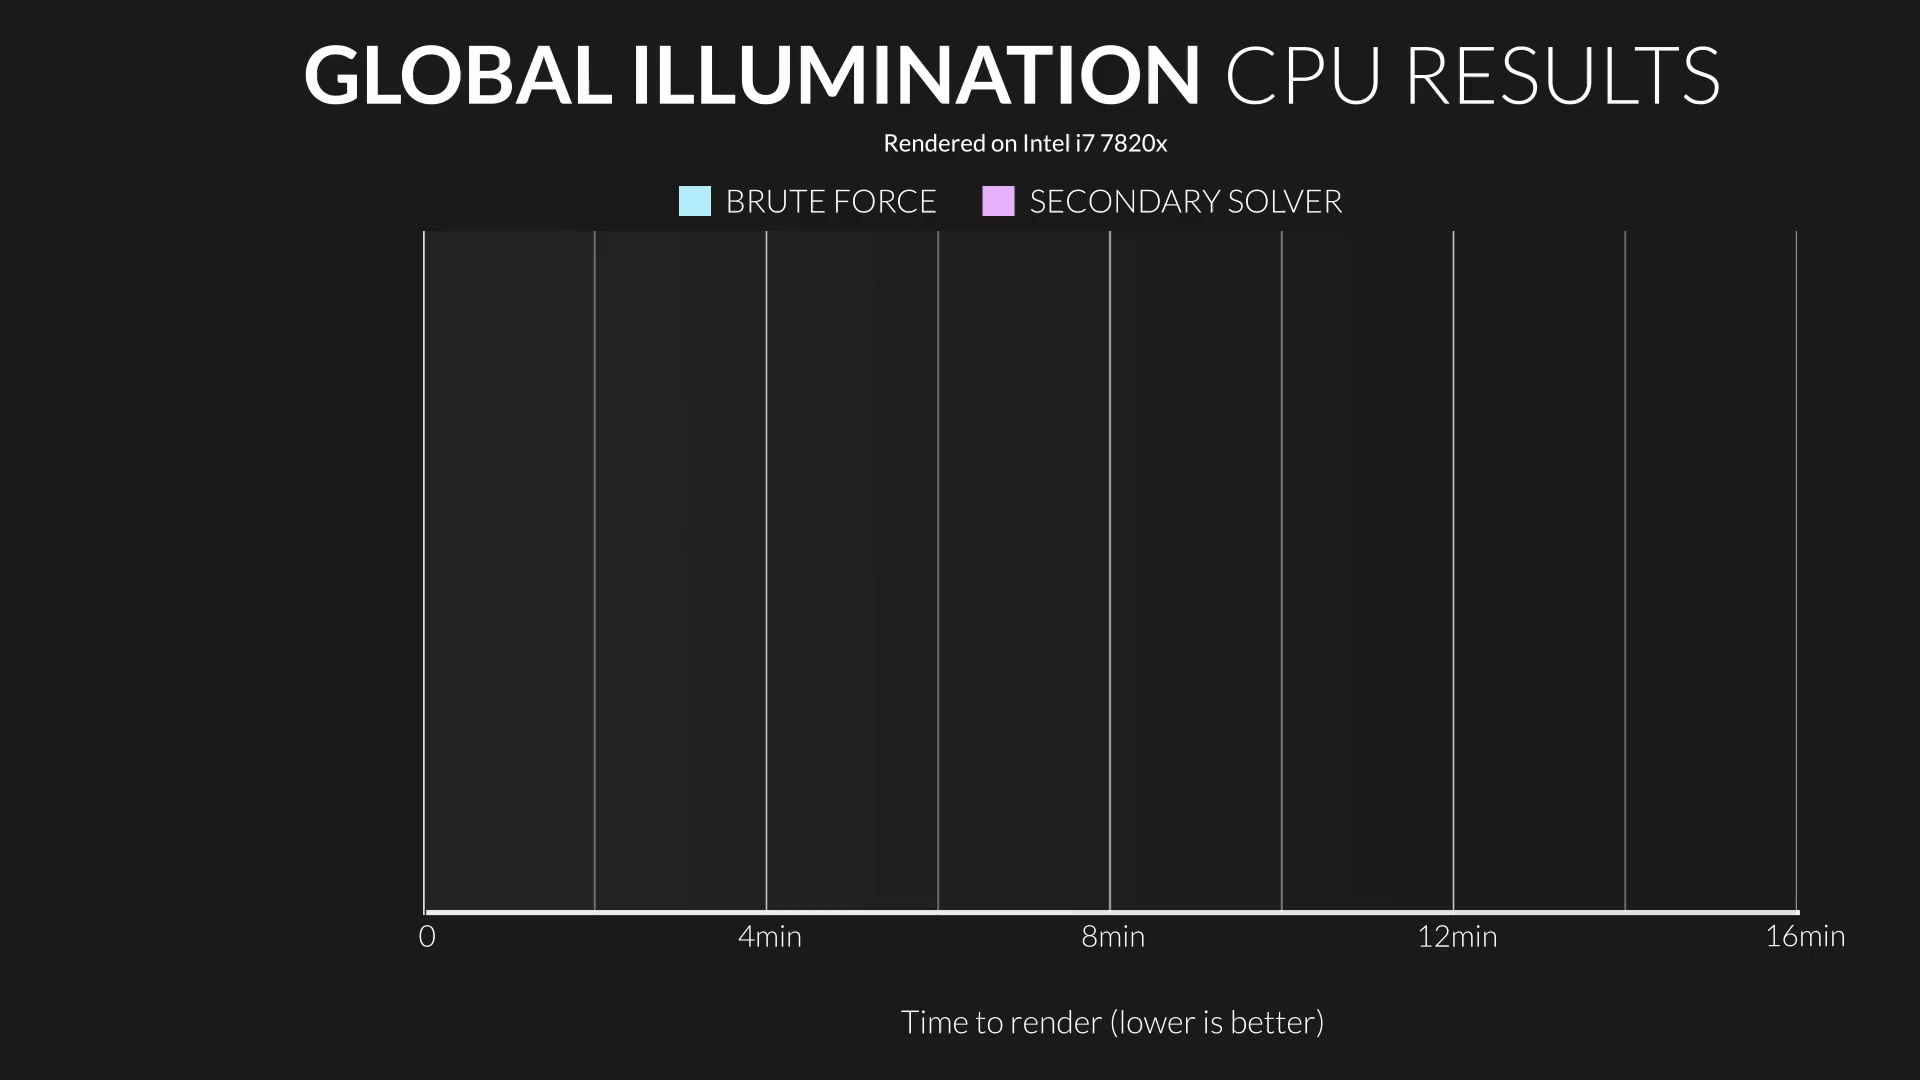 GLOBAL ILLUMINATION CPU RESULTS
Rendered on Intel i7 7820x
BRUTE FORCE SECONDARY SOLVER
0 4min 8min 12min 16min
Time to render (lower is better)